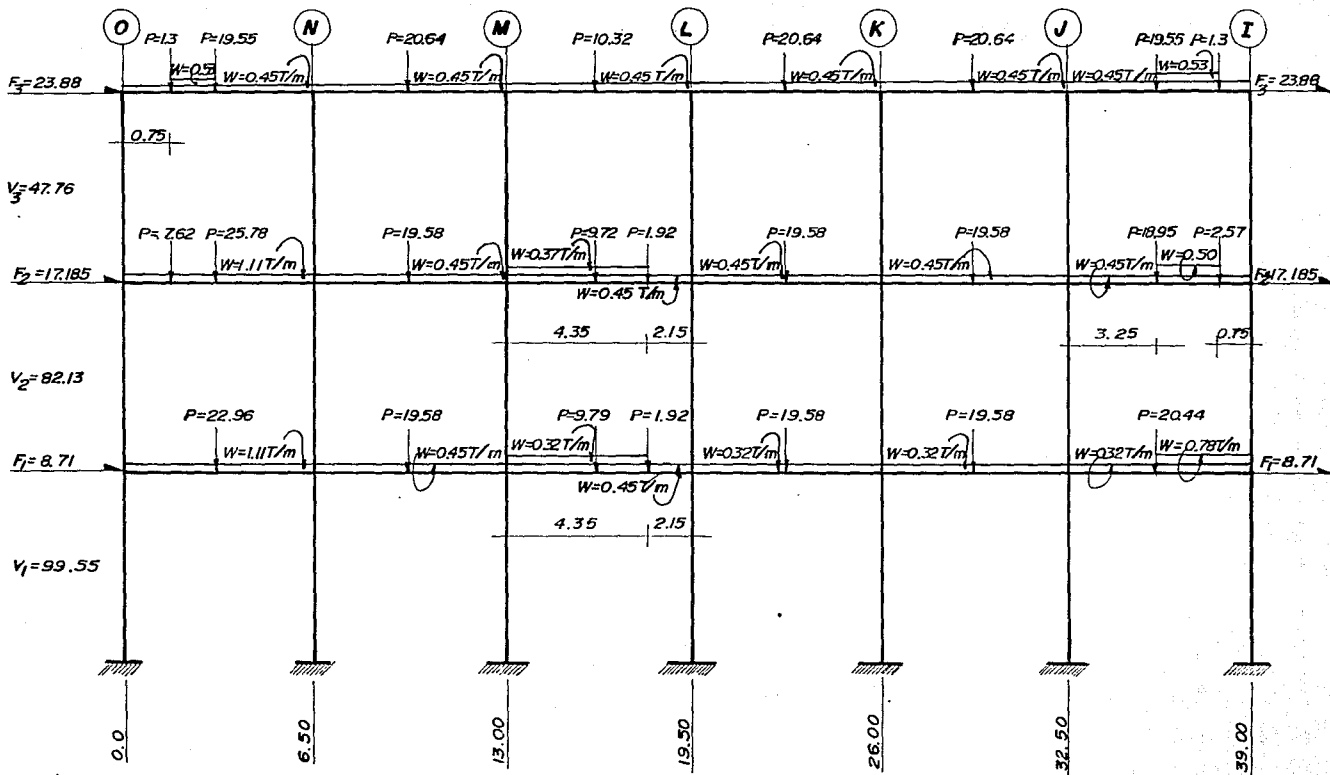 O N M L K J I
P=1.3 P=19.55 P=20.64 P=10.32 P=20.64 P=20.64 P=19.55 P=1.3
W=0.53 W=0.45T/m W=0.45T/m W=0.45T/m W=0.45T/m W=0.45T/m W=0.45T/m W=0.53
F3=23.88 F3=23.88
0.75
V3=47.76
P=7.62 P=25.78 P=19.58 P=9.72 P=1.92 P=19.58 P=19.58 P=18.95 P=2.57
W=1.11T/m W=0.45T/m W=0.37T/m W=0.45T/m W=0.45T/m W=0.45T/m W=0.50
F2=17.185 F2=17.185
W=0.45 T/m
4.35 2.15 3.25 0.75
V2=82.13
P=22.96 P=19.58 P=9.79 P=1.92 P=19.58 P=19.58 P=20.44
W=1.11T/m W=0.45T/m W=0.32T/m W=0.32T/m W=0.32T/m W=0.32T/m W=0.78T/m
F1=8.71 F1=8.71
W=0.45T/m
4.35 2.15
V1=99.55
0.0 6.50 13.00 19.50 26.00 32.50 39.00